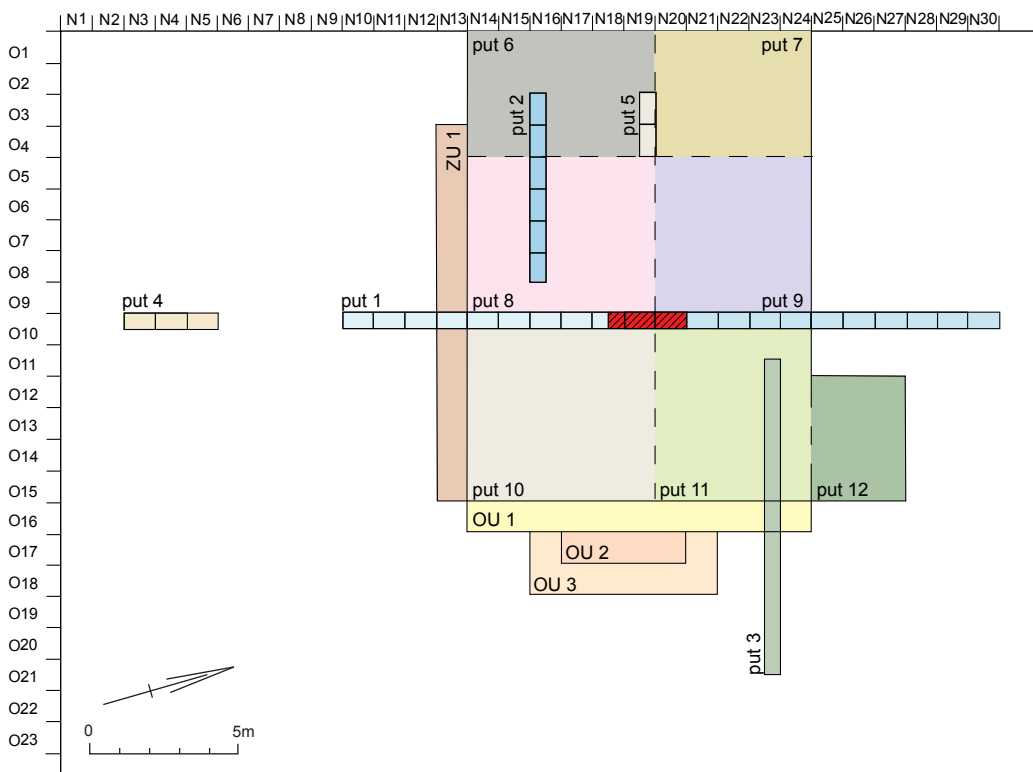 N1 N2 N3 N4 N5 N6 N7 N8 N9 N10 N11 N12 N13 N14 N15 N16 N17 N18 N19 N20 N21 N22 N23 N24 N25 N26 N27 N28 N29 N30
O1
O2
O3
O4
O5
O6
O7
O8
O9
O10
O11
O12
O13
O14
O15
O16
O17
O18
O19
O20
O21
O22
O23
put 6
put 7
put 2
put 5
ZU 1
put 4
put 1
put 8
put 9
put 10
put 11
put 12
OU 1
OU 2
OU 3
put 3
0
5m